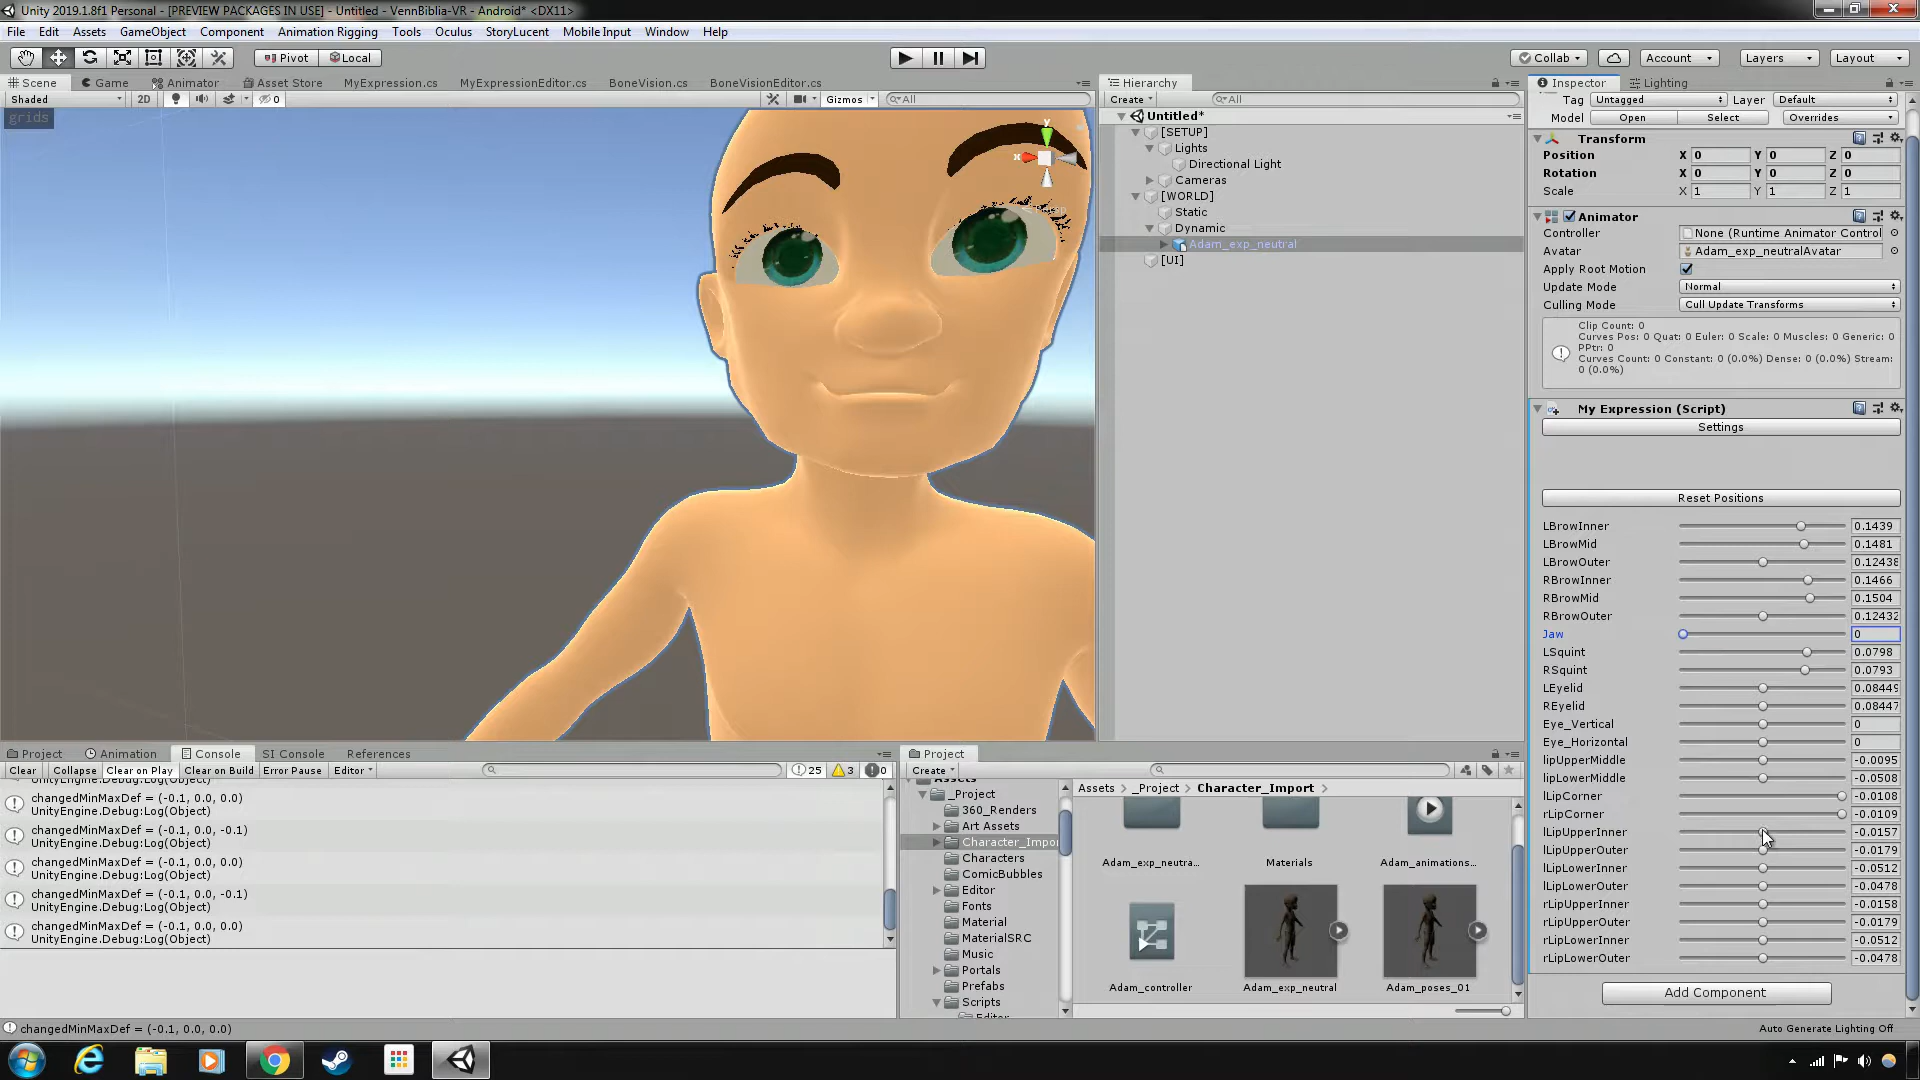 Unity 2019.1.8f1 Personal - [PREVIEW PACKAGES IN USE] - Untitled - VennBiblia-VR - Android* <DX11>
File Edit Assets GameObject Component Animation Rigging Tools Oculus StoryLucent Mobile Input Window Help
Pivot Local Collab Account Layers Layout
Scene Game Animator Asset Store MyExpression.cs MyExpressionEditor.cs BoneVision.cs BoneVisionEditor.cs
Shaded 2D 0 Gizmos All
grids
y
x
Hierarchy
Create All
Untitled*
[SETUP]
Lights
Directional Light
Cameras
[WORLD]
Static
Dynamic
Adam_exp_neutral
[UI]
Inspector Lighting
Tag Untagged Layer Default
Model Open Select Overrides
Transform
Position X 0 Y 0 Z 0
Rotation X 0 Y 0 Z 0
Scale X 1 Y 1 Z 1
Animator
Controller None (Runtime Animator Control
Avatar Adam_exp_neutralAvatar
Apply Root Motion
Update Mode Normal
Culling Mode Cull Update Transforms
Clip Count: 0
Curves Pos: 0 Quat: 0 Euler: 0 Scale: 0 Muscles: 0 Generic: 0
PPtr: 0
Curves Count: 0 Constant: 0 (0.0%) Dense: 0 (0.0%) Stream:
0 (0.0%)
My Expression (Script)
Settings
Reset Positions
LBrowInner 0.1439
LBrowMid 0.1481
LBrowOuter 0.12438
RBrowInner 0.1466
RBrowMid 0.1504
RBrowOuter 0.12432
Jaw 0
LSquint 0.0798
RSquint 0.0793
LEyelid 0.08449
REyelid 0.08447
Eye_Vertical 0
Eye_Horizontal 0
lipUpperMiddle -0.0095
lipLowerMiddle -0.0508
lLipCorner -0.0108
rLipCorner -0.0109
lLipUpperInner -0.0157
lLipUpperOuter -0.0179
lLipLowerInner -0.0512
lLipLowerOuter -0.0478
rLipUpperInner -0.0158
rLipUpperOuter -0.0179
rLipLowerInner -0.0512
rLipLowerOuter -0.0478
Add Component
Auto Generate Lighting Off
Project Animation Console SI Console References
Clear Collapse Clear on Play Clear on Build Error Pause Editor 25 3 0
UnityEngine.Debug:Log(Object)
changedMinMaxDef = (-0.1, 0.0, 0.0)
UnityEngine.Debug:Log(Object)
changedMinMaxDef = (-0.1, 0.0, -0.1)
UnityEngine.Debug:Log(Object)
changedMinMaxDef = (-0.1, 0.0, 0.0)
UnityEngine.Debug:Log(Object)
changedMinMaxDef = (-0.1, 0.0, -0.1)
UnityEngine.Debug:Log(Object)
changedMinMaxDef = (-0.1, 0.0, 0.0)
UnityEngine.Debug:Log(Object)
changedMinMaxDef = (-0.1, 0.0, 0.0)
Project
Create
Assets
_Project
360_Renders
Art Assets
Character_Impor
Characters
ComicBubbles
Editor
Fonts
Material
MaterialSRC
Music
Portals
Prefabs
Scripts
Editor
Assets _Project Character_Import
Adam_exp_neutra... Materials Adam_animations...
Adam_controller Adam_exp_neutral Adam_poses_01